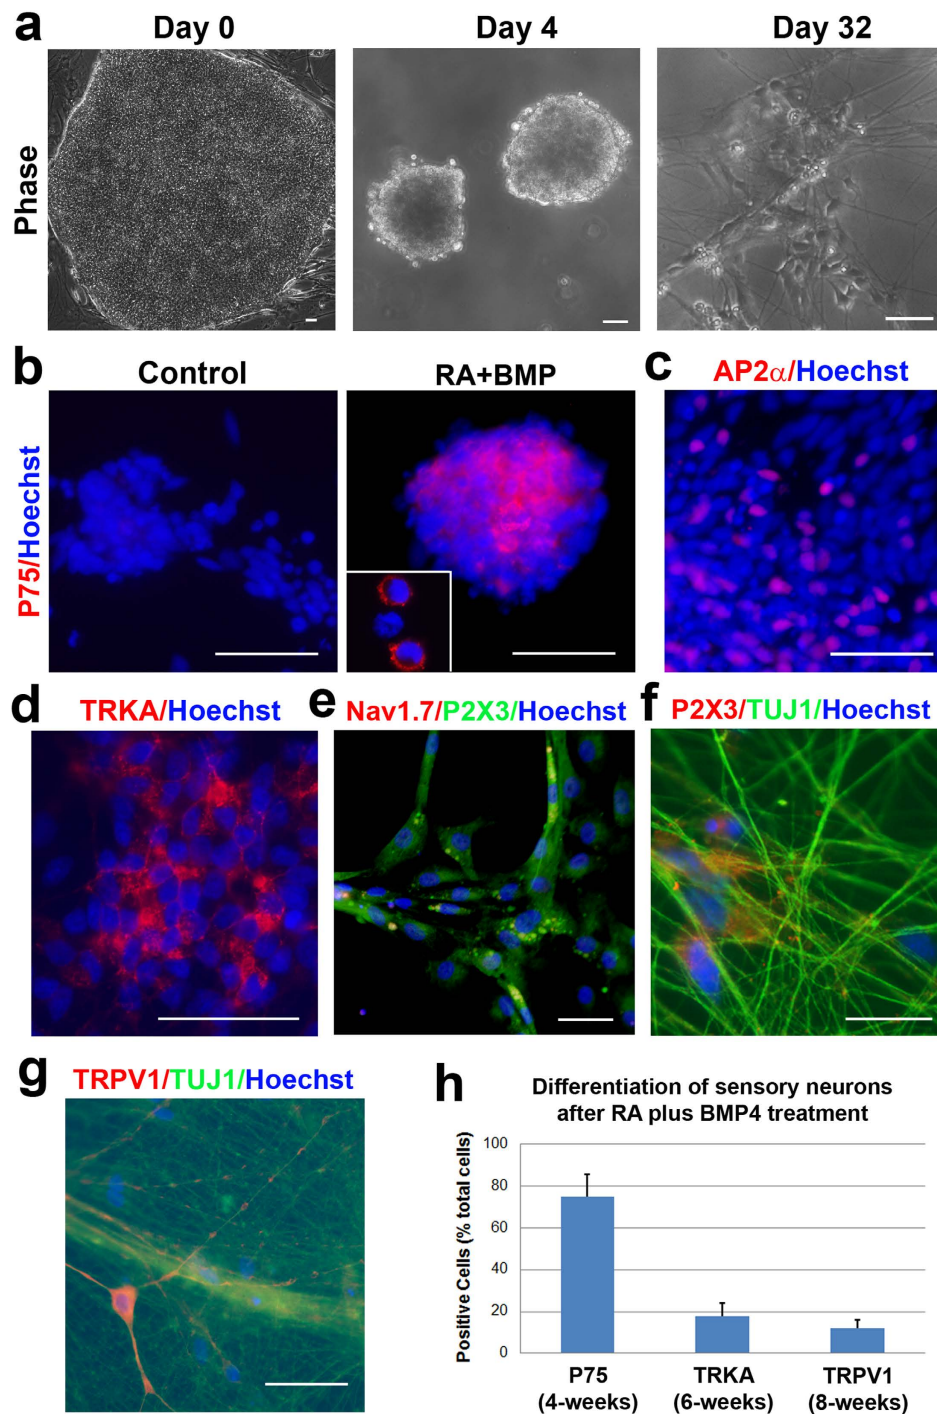 a
Day 0
Day 4
Day 32
Phase
b
Control
RA+BMP
P75/Hoechst
c
AP2α/Hoechst
d
TRKA/Hoechst
e
Nav1.7/P2X3/Hoechst
f
P2X3/TUJ1/Hoechst
g
TRPV1/TUJ1/Hoechst
h
Differentiation of sensory neurons
after RA plus BMP4 treatment
Positive Cells (% total cells)
100
80
60
40
20
0
P75
(4-weeks)
TRKA
(6-weeks)
TRPV1
(8-weeks)